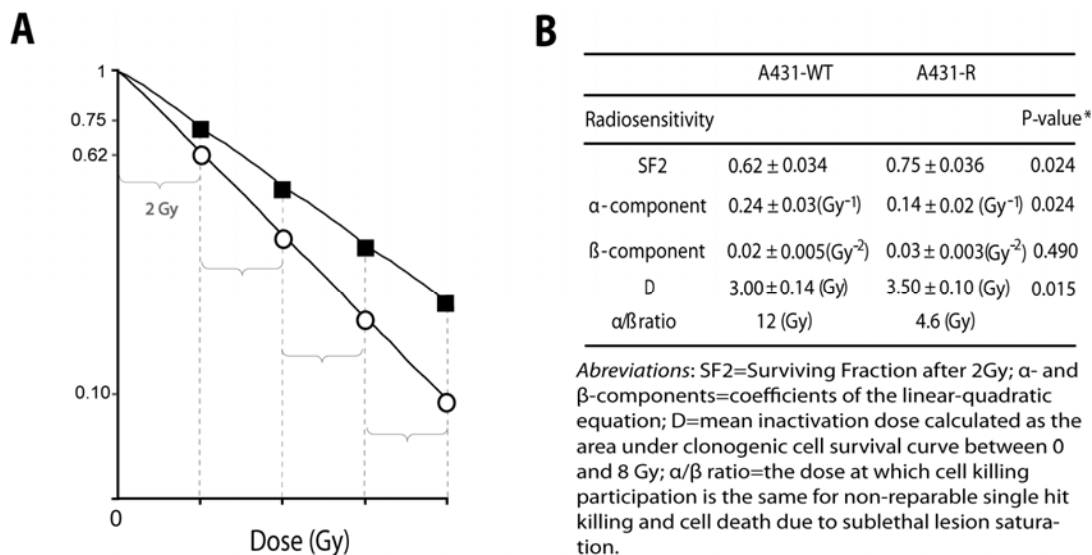 A
1
0.75
0.62
2 Gy
0.10
0
Dose (Gy)
B
A431-WT A431-R
Radiosensitivity P-value*
SF2 0.62 ± 0.034 0.75 ± 0.036 0.024
α-component 0.24 ± 0.03(Gy⁻¹) 0.14 ± 0.02 (Gy⁻¹) 0.024
ß-component 0.02 ± 0.005(Gy⁻²) 0.03 ± 0.003(Gy⁻²) 0.490
D 3.00 ± 0.14 (Gy) 3.50 ± 0.10 (Gy) 0.015
α/ß ratio 12 (Gy) 4.6 (Gy)
Abreviations: SF2=Surviving Fraction after 2Gy; α- and
β-components=coefficients of the linear-quadratic
equation; D=mean inactivation dose calculated as the
area under clonogenic cell survival curve between 0
and 8 Gy; α/β ratio=the dose at which cell killing
participation is the same for non-reparable single hit
killing and cell death due to sublethal lesion satura-
tion.